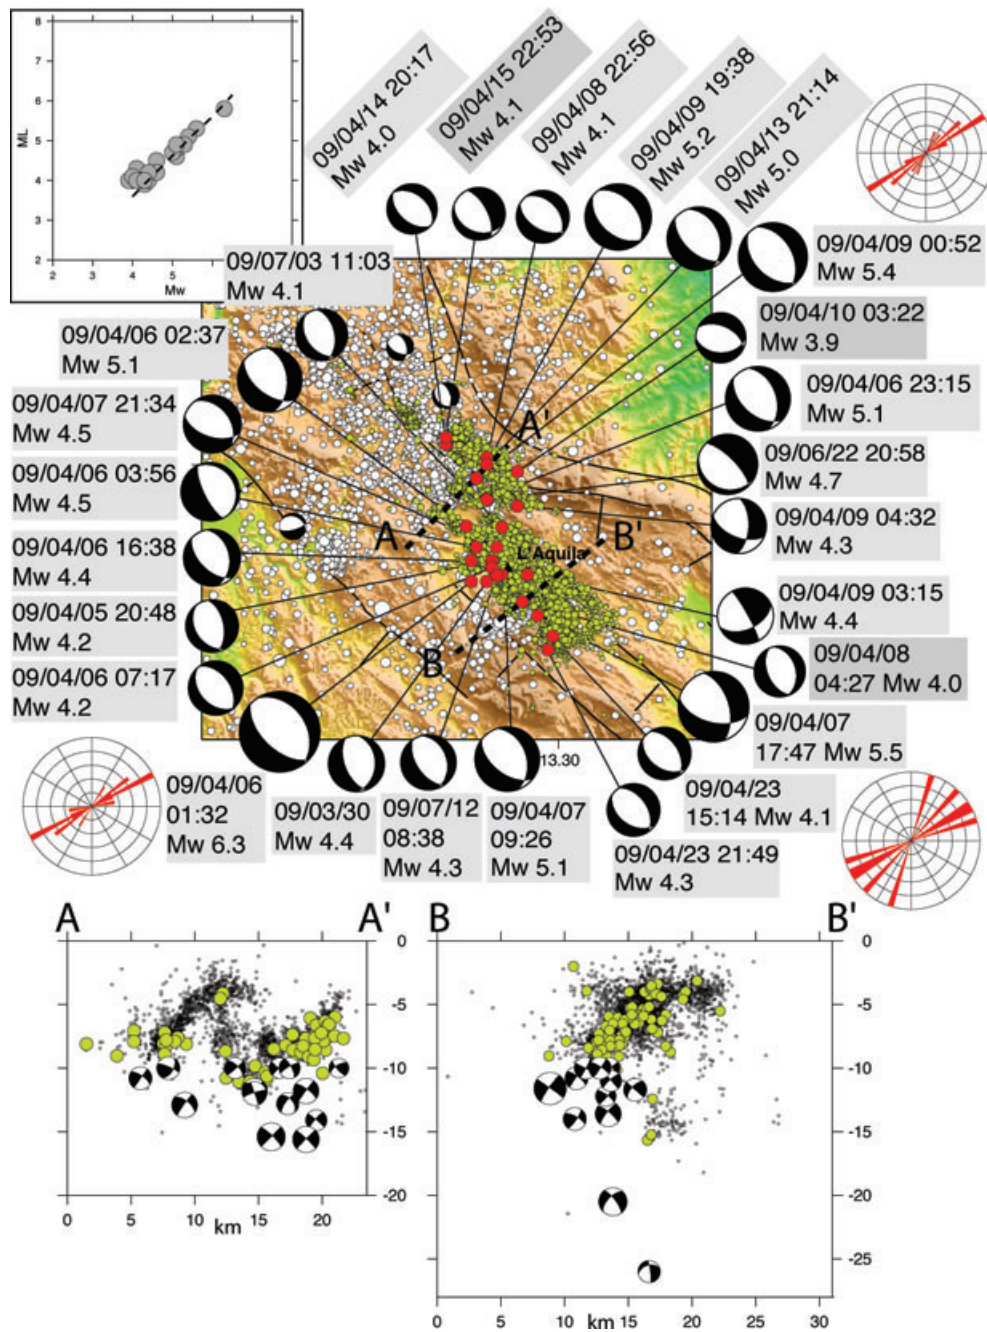 8
7
6
5
4
3
2
ML
2
4
5
6
8
Mw
09/04/14 20:17
Mw 4.0
09/04/15 22:53
Mw 4.1
09/04/08 22:56
Mw 4.1
09/04/09 19:38
Mw 5.2
09/04/13 21:14
Mw 5.0
09/04/09 00:52
Mw 5.4
09/07/03 11:03
Mw 4.1
09/04/10 03:22
Mw 3.9
09/04/06 02:37
Mw 5.1
09/04/06 23:15
Mw 5.1
09/04/07 21:34
Mw 4.5
09/06/22 20:58
Mw 4.7
09/04/06 03:56
Mw 4.5
09/04/09 04:32
Mw 4.3
09/04/06 16:38
Mw 4.4
09/04/09 03:15
Mw 4.4
09/04/05 20:48
Mw 4.2
09/04/08
04:27 Mw 4.0
09/04/06 07:17
Mw 4.2
09/04/07
17:47 Mw 5.5
A'
A
B'
L'Aquila
B
13.30
09/04/06
01:32
Mw 6.3
09/03/30
Mw 4.4
09/07/12
08:38
Mw 4.3
09/04/07
09:26
Mw 5.1
09/04/23
15:14 Mw 4.1
09/04/23 21:49
Mw 4.3
A
A'
B
B'
0
-5
-10
-15
-20
0
5
10
15
20
km
0
-5
-10
-15
-20
-25
0
5
10
15
20
25
30
km